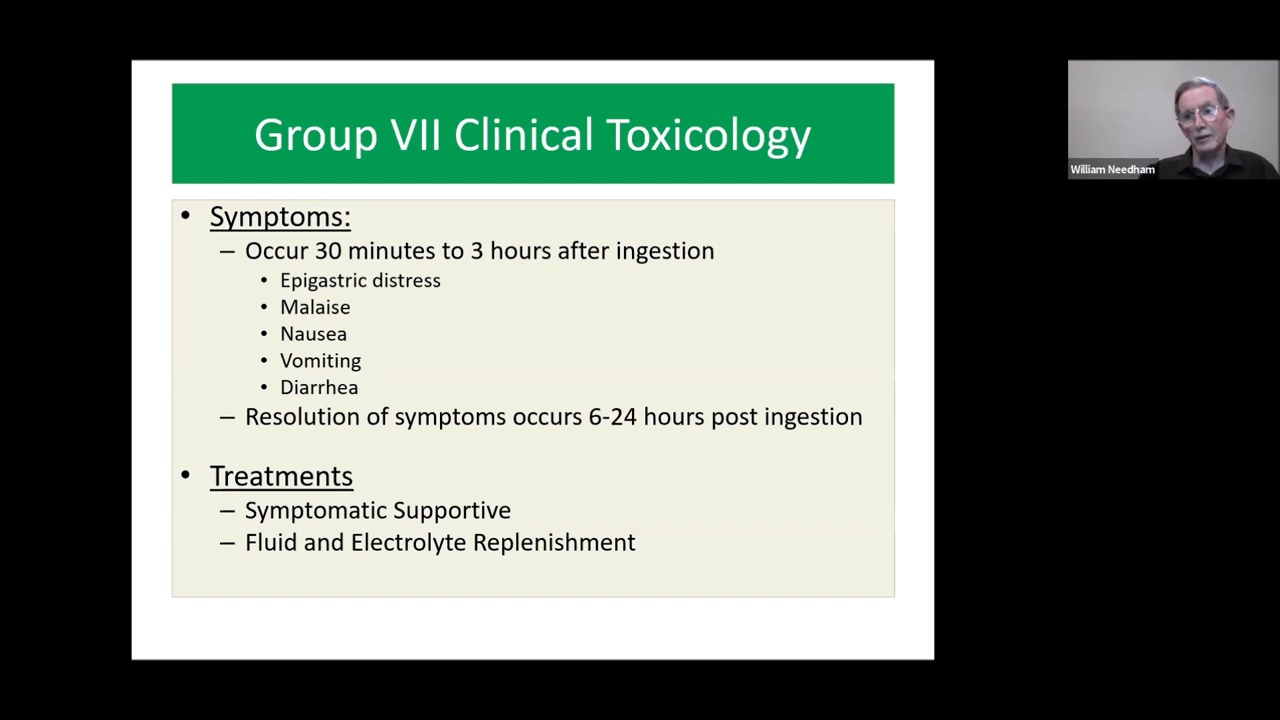 Group VII Clinical Toxicology
• Symptoms:
– Occur 30 minutes to 3 hours after ingestion
• Epigastric distress
• Malaise
• Nausea
• Vomiting
• Diarrhea
– Resolution of symptoms occurs 6-24 hours post ingestion
• Treatments
– Symptomatic Supportive
– Fluid and Electrolyte Replenishment
William Needham